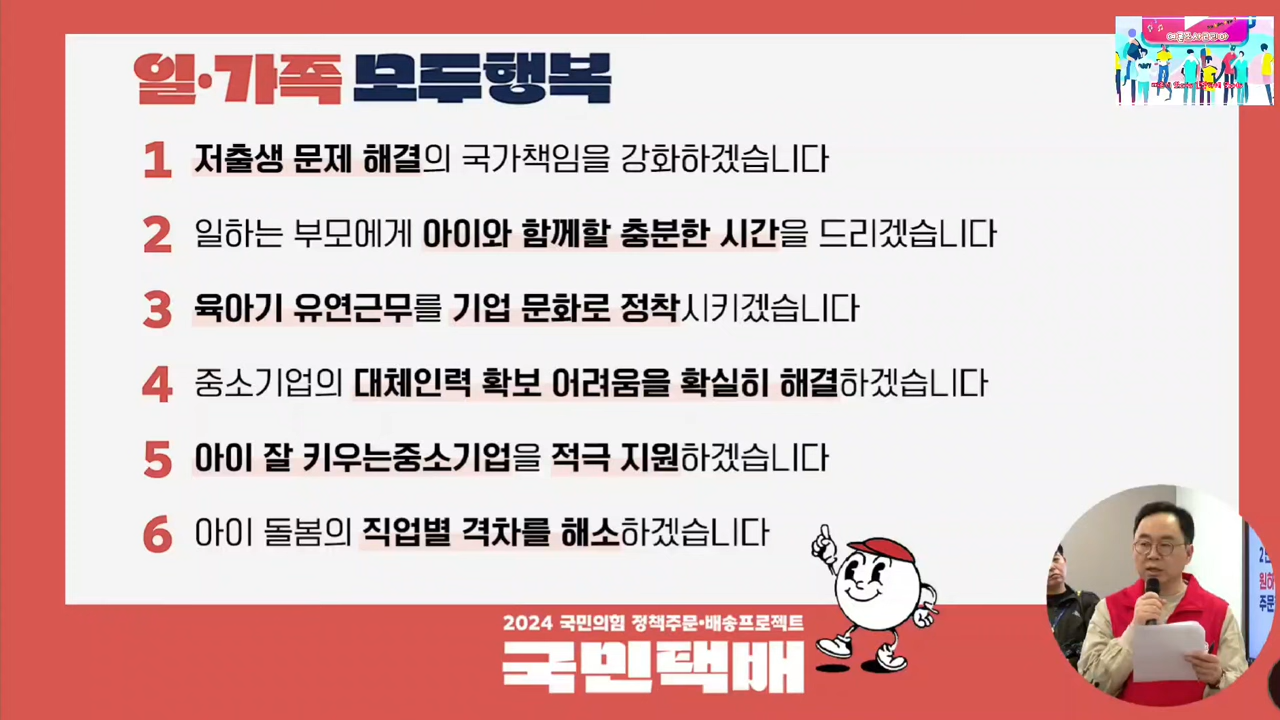 일·가족 모두행복
1 저출생 문제 해결의 국가책임을 강화하겠습니다
2 일하는 부모에게 아이와 함께할 충분한 시간을 드리겠습니다
3 육아기 유연근무를 기업 문화로 정착시키겠습니다
4 중소기업의 대체인력 확보 어려움을 확실히 해결하겠습니다
5 아이 잘 키우는중소기업을 적극 지원하겠습니다
6 아이 돌봄의 직업별 격차를 해소하겠습니다
2024 국민의힘 정책주문·배송프로젝트
국민택배
원하
주문